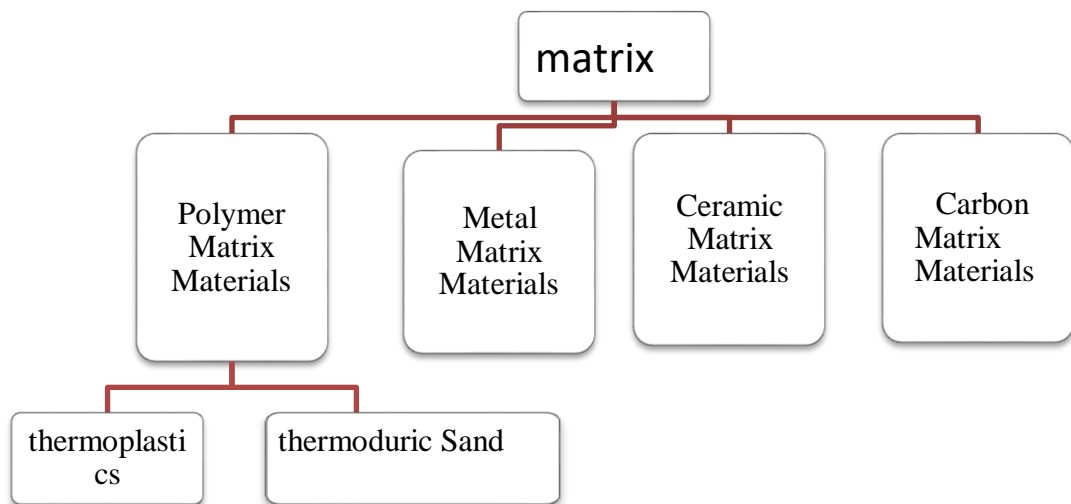 matrix
Polymer
Matrix
Materials
Metal
Matrix
Materials
Ceramic
Matrix
Materials
Carbon
Matrix
Materials
thermoplasti
cs
thermoduric Sand